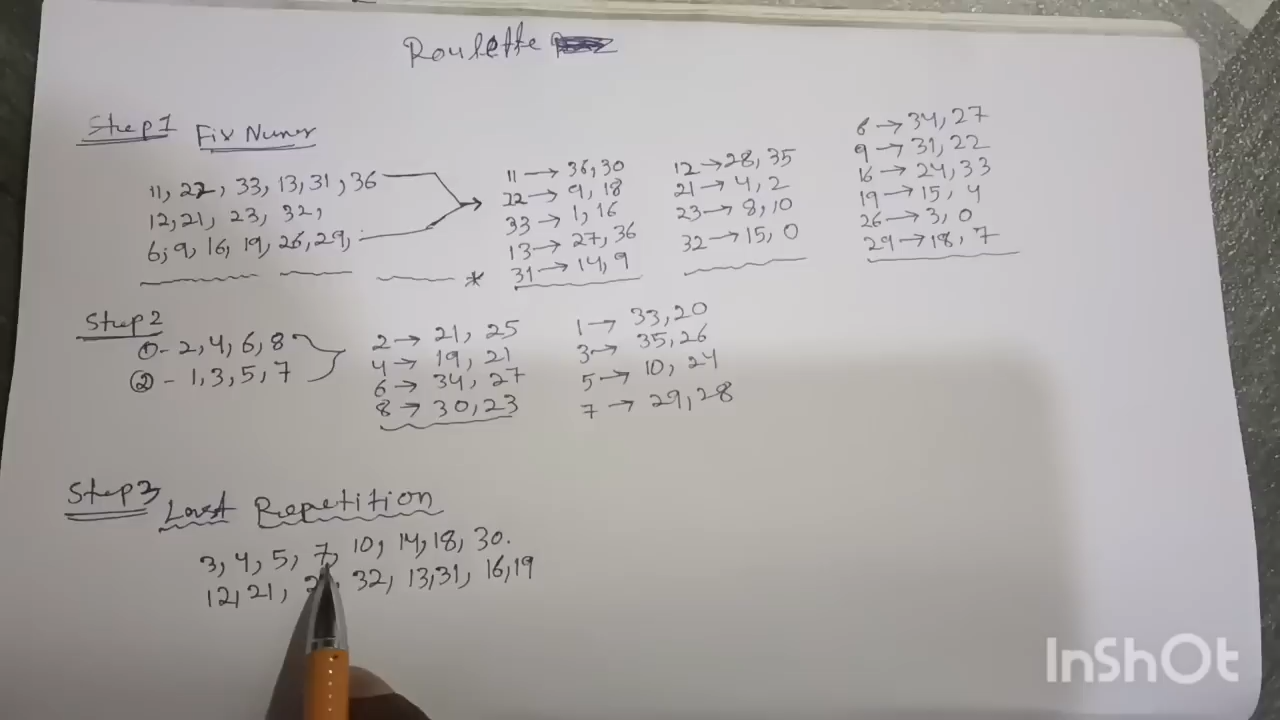 Roulette
Step 1 Fix Numer
11, 22, 33, 13, 31, 36
12, 21, 23, 32,
6, 9, 16, 19, 26, 29,
*
11 → 36, 30
22 → 9, 18
33 → 1, 16
13 → 27, 36
31 → 14, 9
12 → 28, 35
21 → 4, 2
23 → 8, 10
32 → 15, 0
6 → 34, 27
9 → 31, 22
16 → 24, 33
19 → 15, 4
26 → 3, 0
29 → 18, 7
Step 2
① - 2, 4, 6, 8
② - 1, 3, 5, 7
2 → 21, 25
4 → 19, 21
6 → 34, 27
8 → 30, 23
1 → 33, 20
3 → 35, 26
5 → 10, 24
7 → 29, 28
Step 3 Last Repetition
3, 4, 5, 7, 10, 14, 18, 30.
12, 21, 32, 13, 31, 16, 19
InShOt